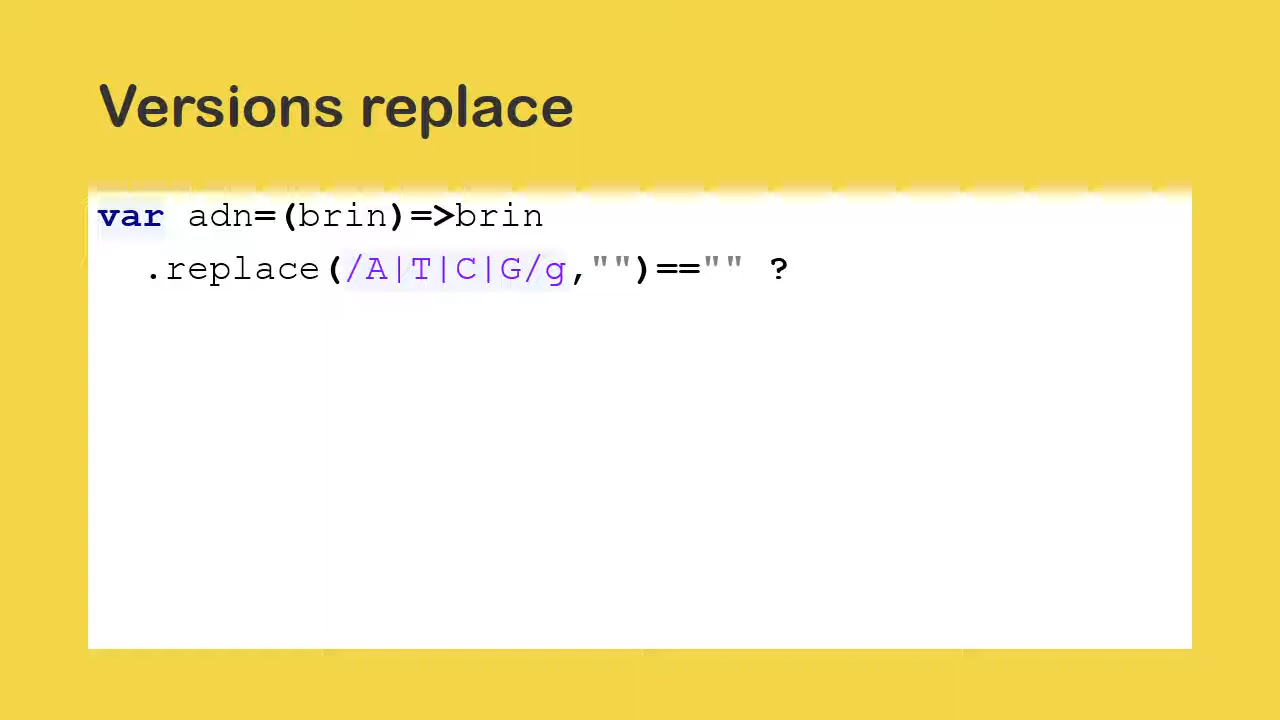 Versions replace
var adn=(brin)=>brin
.replace(/A|T|C|G/g,"")=="" ?